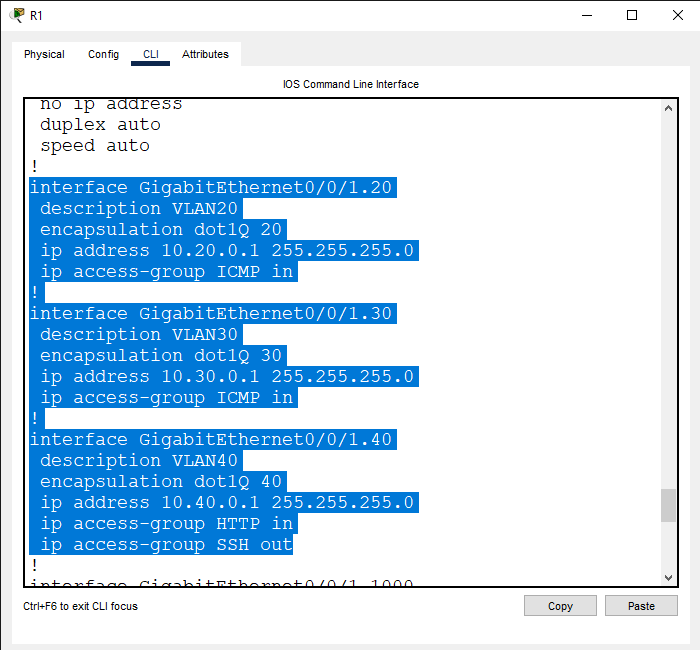 R1
Physical Config CLI Attributes
IOS Command Line Interface
no ip address
duplex auto
speed auto
!
interface GigabitEthernet0/0/1.20
description VLAN20
encapsulation dot1Q 20
ip address 10.20.0.1 255.255.255.0
ip access-group ICMP in
!
interface GigabitEthernet0/0/1.30
description VLAN30
encapsulation dot1Q 30
ip address 10.30.0.1 255.255.255.0
ip access-group ICMP in
!
interface GigabitEthernet0/0/1.40
description VLAN40
encapsulation dot1Q 40
ip address 10.40.0.1 255.255.255.0
ip access-group HTTP in
ip access-group SSH out
!
interface GigabitEthernet0/0/1.1000
Ctrl+F6 to exit CLI focus
Copy Paste